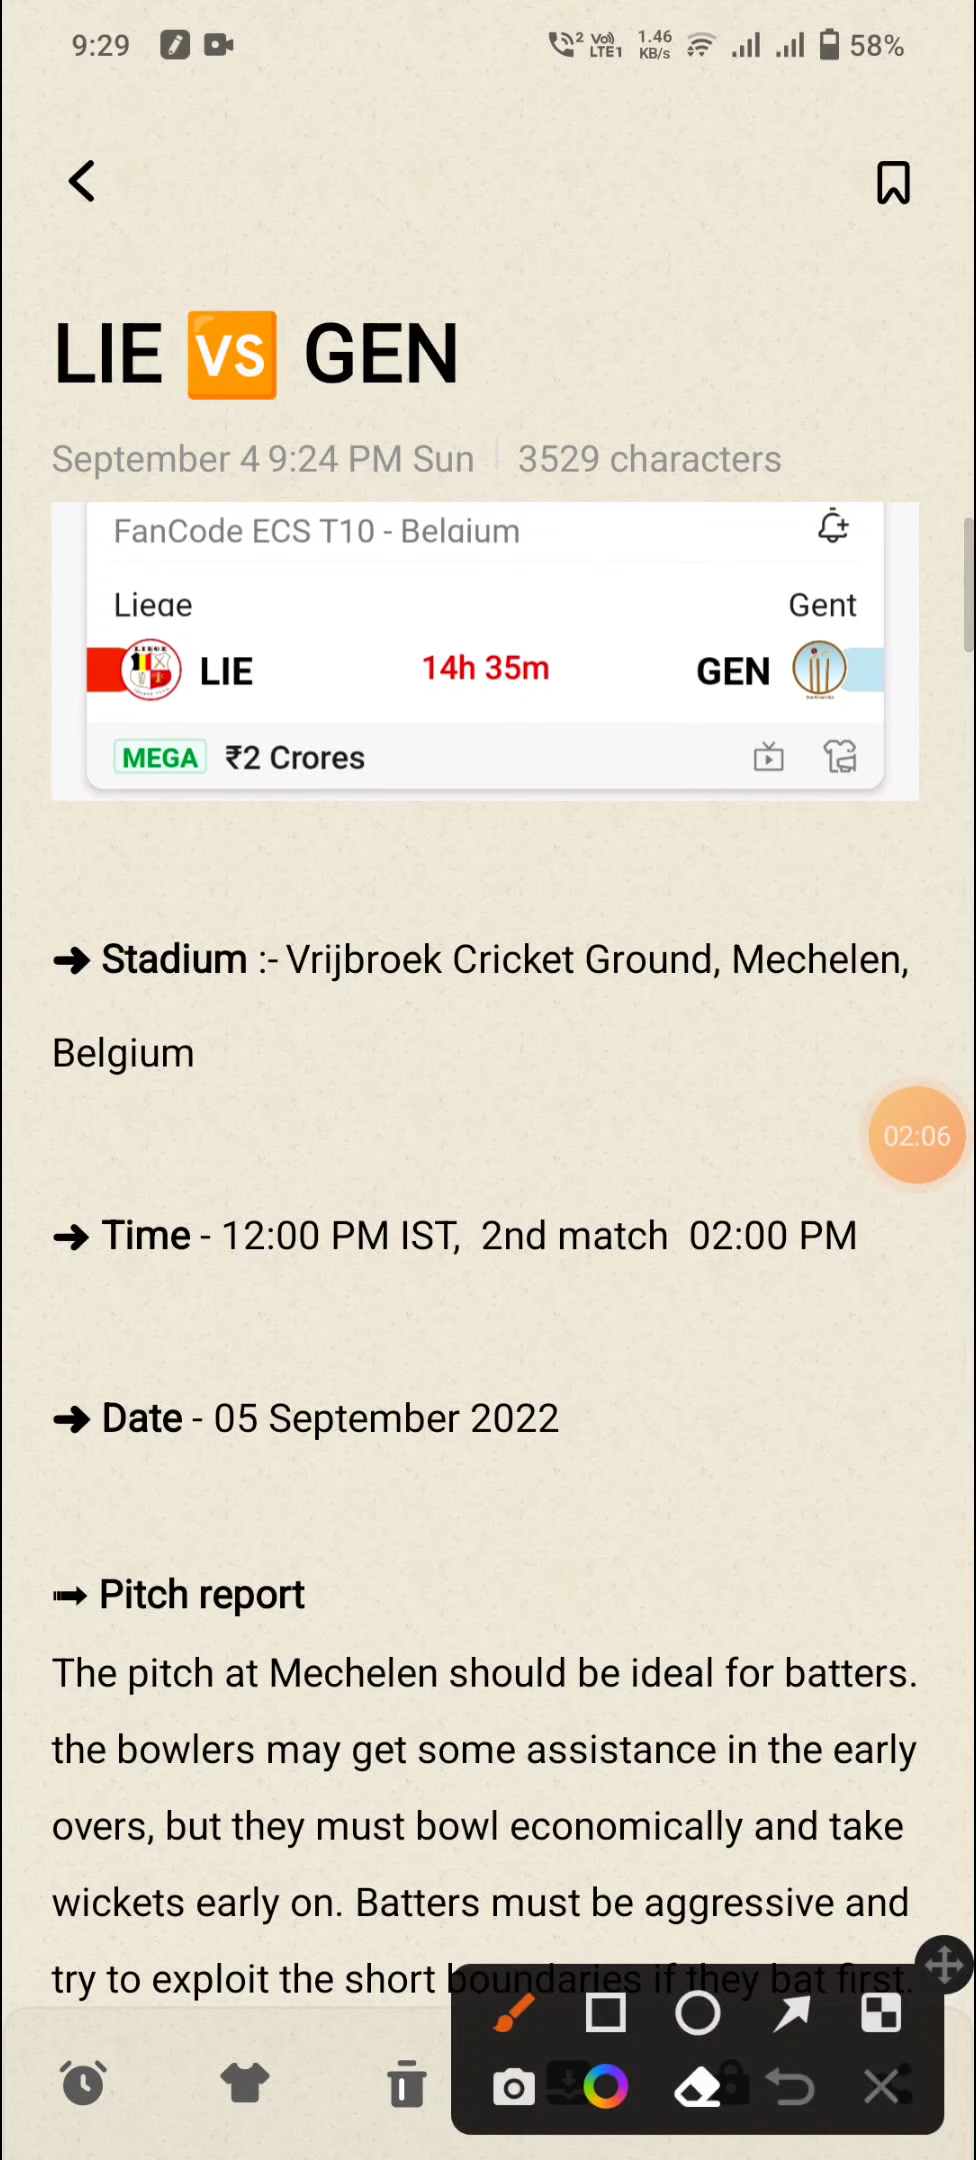 9:29
2 Vo) LTE1 1.46 KB/s 58%
LIE VS GEN
September 4 9:24 PM Sun | 3529 characters
FanCode ECS T10 - Belgium
Liege Gent
LIE 14h 35m GEN
MEGA ₹2 Crores
➜ Stadium :- Vrijbroek Cricket Ground, Mechelen,
Belgium
02:06
➜ Time - 12:00 PM IST, 2nd match 02:00 PM
➜ Date - 05 September 2022
➟ Pitch report
The pitch at Mechelen should be ideal for batters.
the bowlers may get some assistance in the early
overs, but they must bowl economically and take
wickets early on. Batters must be aggressive and
try to exploit the short boundaries if they bat first.